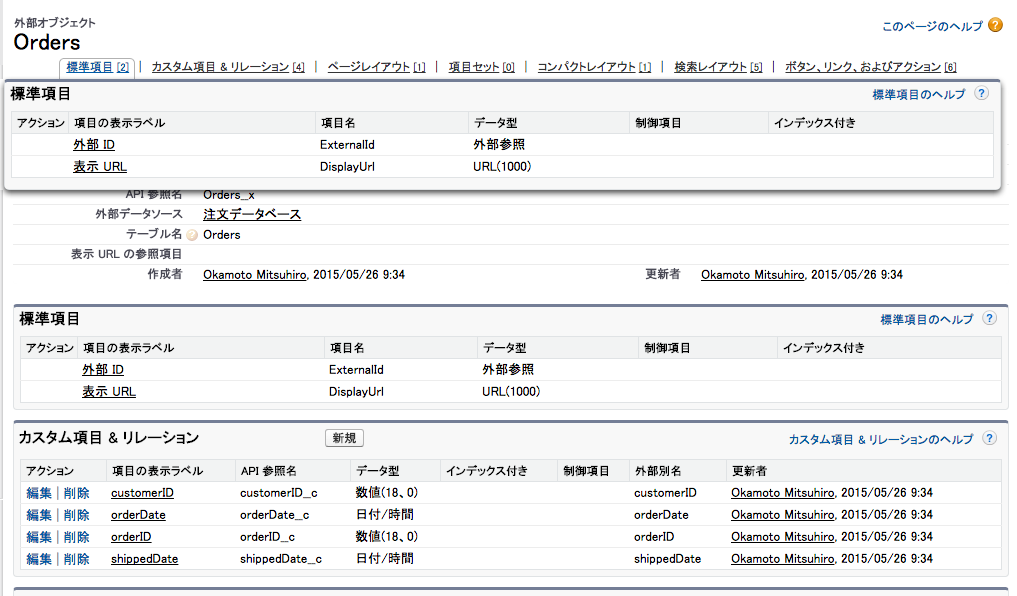 外部オブジェクト
Orders
このページのヘルプ ?
標準項目 [2] | カスタム項目 & リレーション [4] | ページレイアウト [1] | 項目セット [0] | コンパクトレイアウト [1] | 検索レイアウト [5] | ボタン、リンク、およびアクション [6]
標準項目 標準項目のヘルプ ?
アクション 項目の表示ラベル 項目名 データ型 制御項目 インデックス付き
外部 ID ExternalId 外部参照
表示 URL DisplayUrl URL(1000)
API 参照名 Orders__x
外部データソース 注文データベース
テーブル名 ? Orders
表示 URL の参照項目
作成者 Okamoto Mitsuhiro, 2015/05/26 9:34 更新者 Okamoto Mitsuhiro, 2015/05/26 9:34
標準項目 標準項目のヘルプ ?
アクション 項目の表示ラベル 項目名 データ型 制御項目 インデックス付き
外部 ID ExternalId 外部参照
表示 URL DisplayUrl URL(1000)
カスタム項目 & リレーション 新規 カスタム項目 & リレーションのヘルプ ?
アクション 項目の表示ラベル API 参照名 データ型 インデックス付き 制御項目 外部別名 更新者
編集 | 削除 customerID customerID__c 数値(18、0) customerID Okamoto Mitsuhiro, 2015/05/26 9:34
編集 | 削除 orderDate orderDate__c 日付/時間 orderDate Okamoto Mitsuhiro, 2015/05/26 9:34
編集 | 削除 orderID orderID__c 数値(18、0) orderID Okamoto Mitsuhiro, 2015/05/26 9:34
編集 | 削除 shippedDate shippedDate__c 日付/時間 shippedDate Okamoto Mitsuhiro, 2015/05/26 9:34